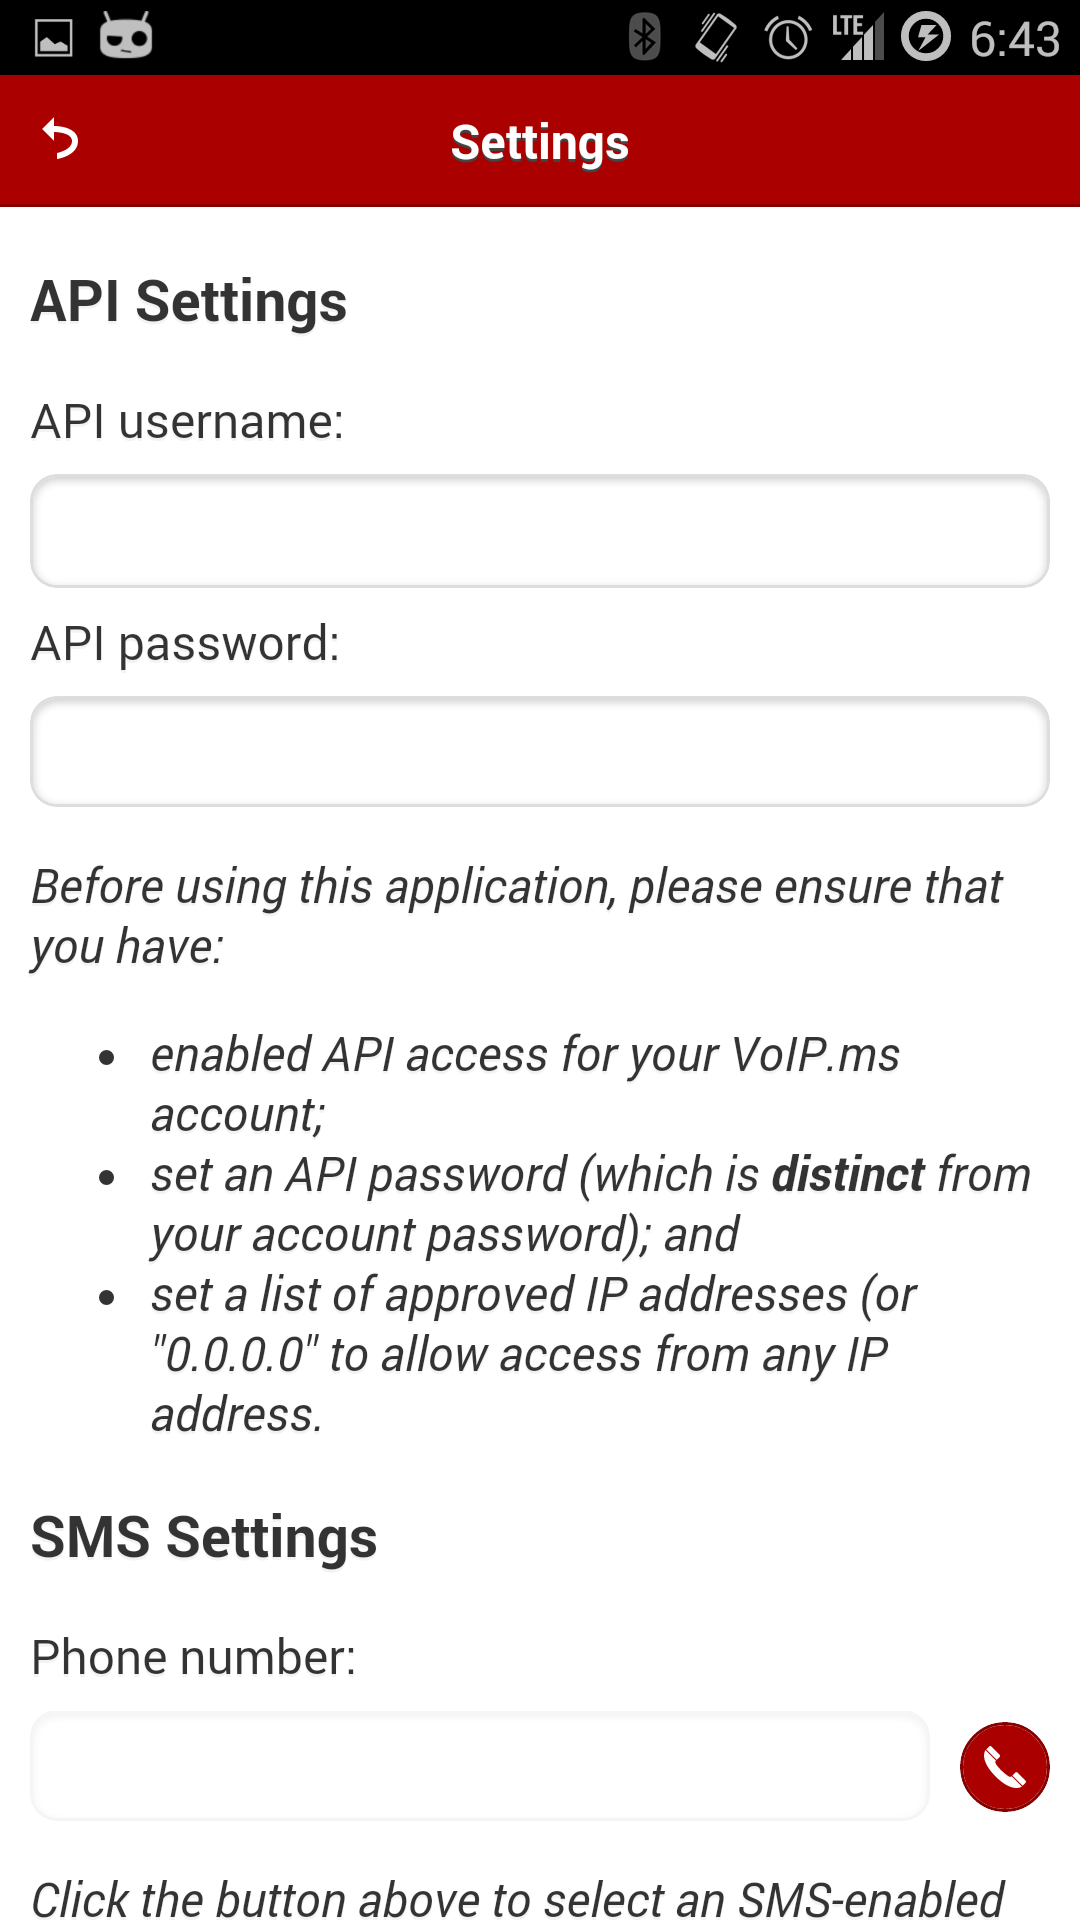 LTE 6:43
Settings
API Settings
API username:
API password:
Before using this application, please ensure that
you have:
• enabled API access for your VoIP.ms
account;
• set an API password (which is distinct from
your account password); and
• set a list of approved IP addresses (or
"0.0.0.0" to allow access from any IP
address.
SMS Settings
Phone number:
Click the button above to select an SMS-enabled